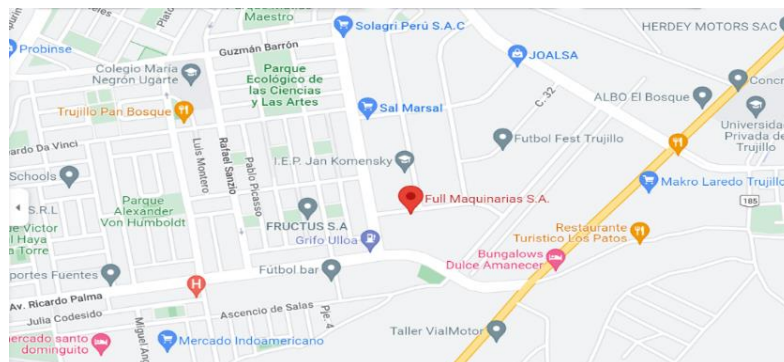 Maestro
Solagri Perú S.A.C
HERDEY MOTORS SAC
Probinse
Guzmán Barrón
JOALSA
Colegio María
Negrón Ugarte
Parque
Ecológico de
las Ciencias
y Las Artes
C. 32
Concr
ALBO El Bosque
Trujillo Pan Bosque
Sal Marsal
Universidad
Privada de
Trujillo
Futbol Fest Trujillo
ardo Da Vinci
Luis Montero
Rafael Sanzio
Pablo Picasso
I.E.P. Jan Komensky
Schools
Makro Laredo Trujillo
Full Maquinarias S.A.
185
Parque
Alexander
Von Humboldt
S.R.L
FRUCTUS S.A
que Victor
l Haya
a Torre
Restaurante
Turistico Los Patos
Grifo Ulloa
Bungalows
Dulce Amanecer
portes Fuentes
Fútbol bar
H
Av. Ricardo Palma
Julia Codesido
Ascencio de Salas
Pje. 4
Miguel Ang
Taller VialMotor
mercado santo
dominguito
Mercado Indoamericano